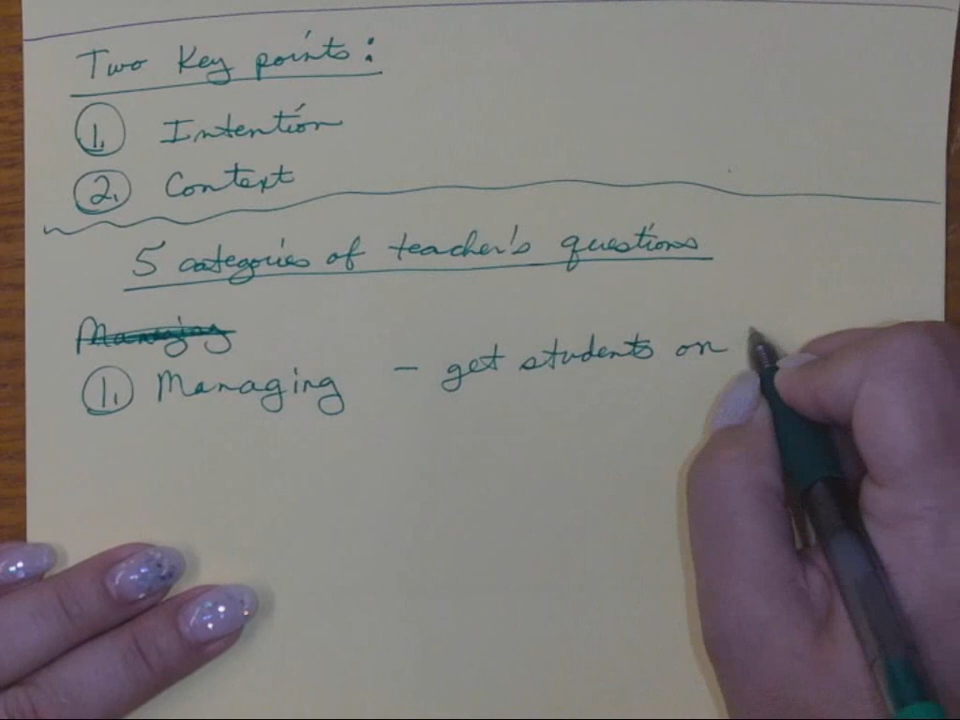 Two Key points:
1. Intention
2. Context
5 categories of teacher's questions
Managing
1. Managing - get students on